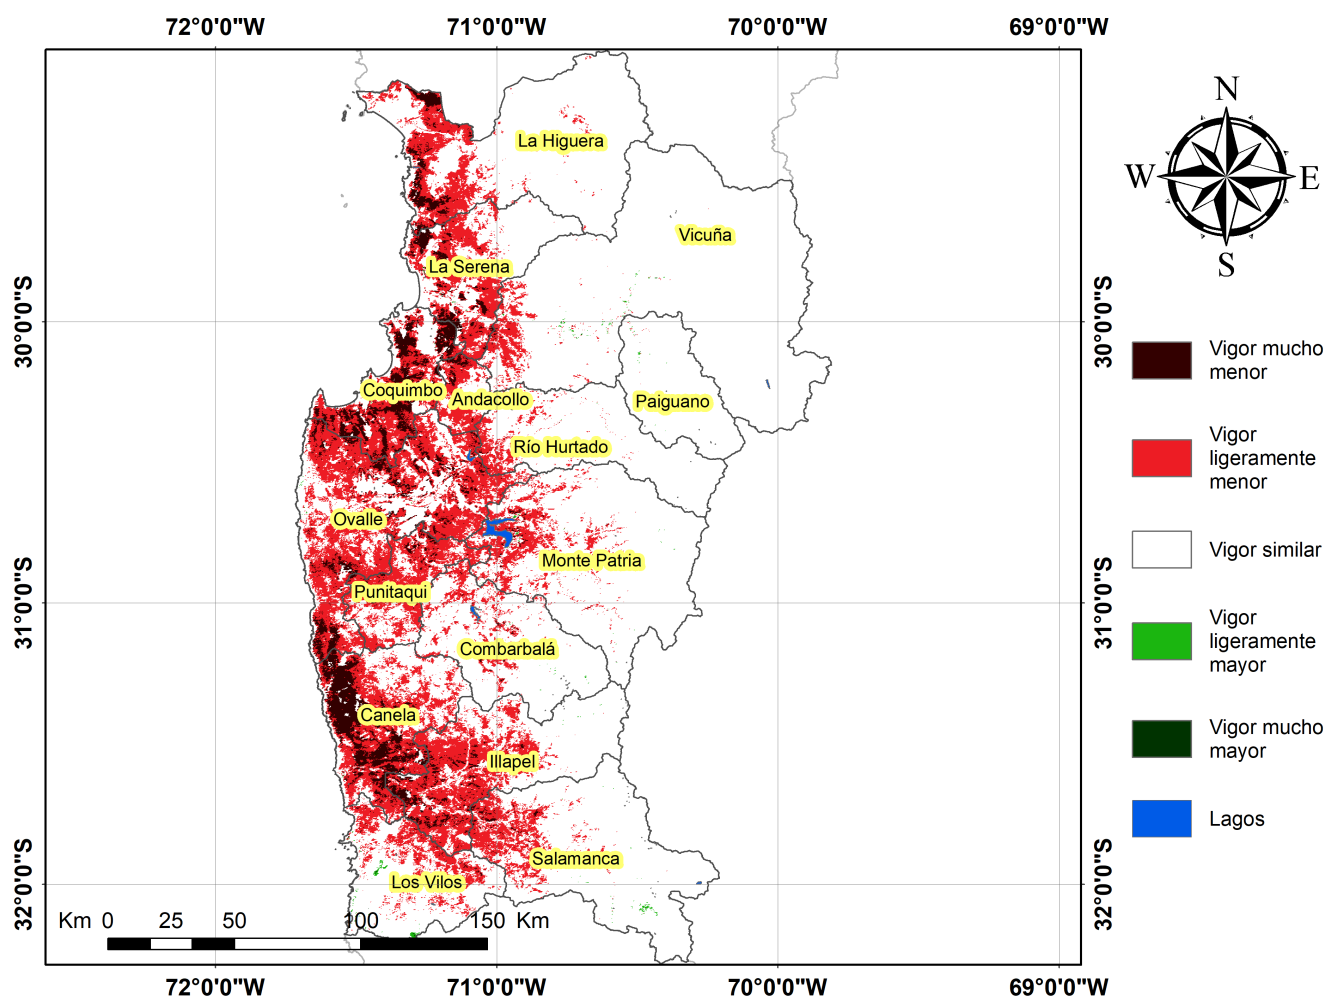 72°0'0"W
71°0'0"W
70°0'0"W
69°0'0"W
N
W
E
S
La Higuera
Vicuña
La Serena
30°0'0"S
30°0'0"S
Coquimbo
Andacollo
Paiguano
Río Hurtado
Ovalle
Monte Patria
Punitaqui
31°0'0"S
31°0'0"S
Combarbalá
Canela
Illapel
Salamanca
Los Vilos
32°0'0"S
32°0'0"S
Km 0 25 50 100 150 Km
72°0'0"W
71°0'0"W
70°0'0"W
69°0'0"W
Vigor mucho
menor
Vigor
ligeramente
menor
Vigor similar
Vigor
ligeramente
mayor
Vigor mucho
mayor
Lagos